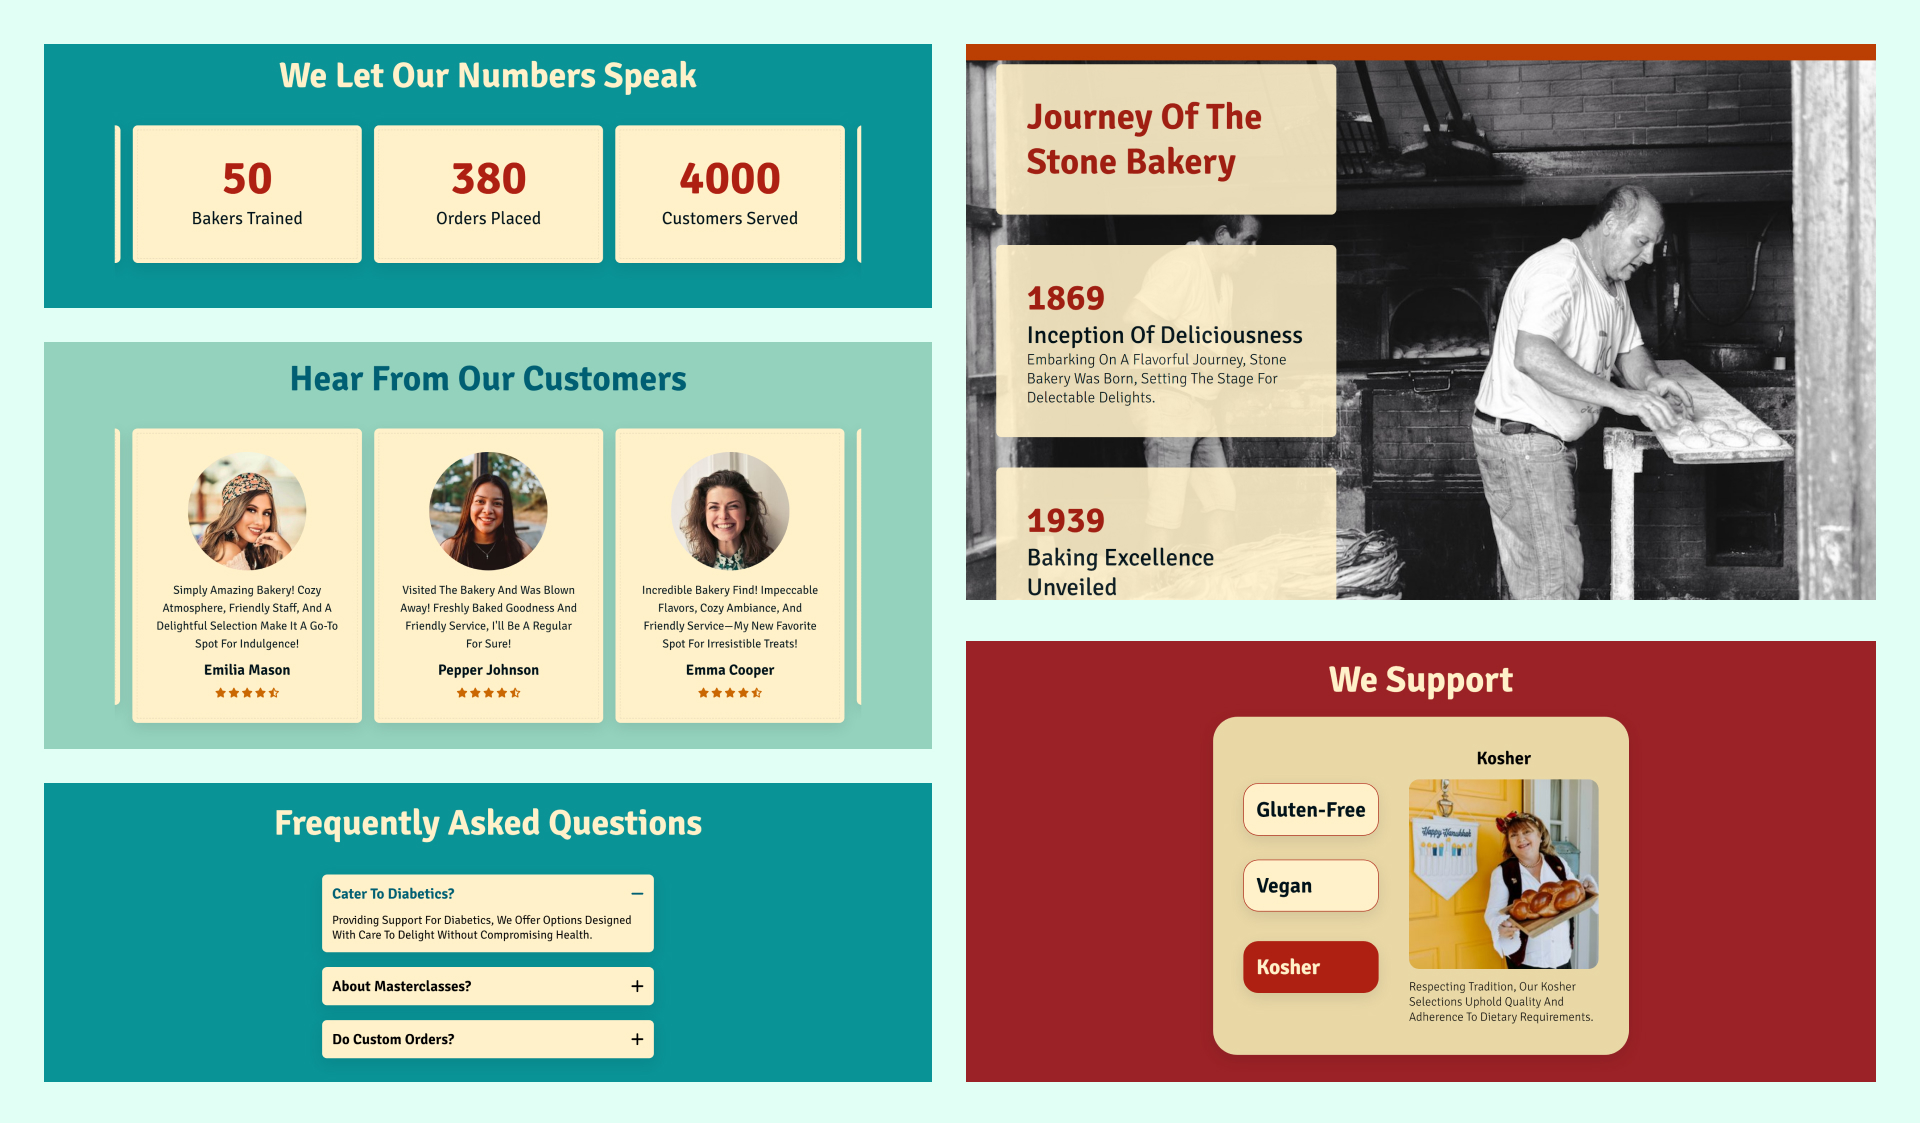 We Let Our Numbers Speak
50
Bakers Trained
380
Orders Placed
4000
Customers Served
Hear From Our Customers
Simply Amazing Bakery! Cozy
Atmosphere, Friendly Staff, And A
Delightful Selection Make It A Go-To
Spot For Indulgence!
Emilia Mason
Visited The Bakery And Was Blown
Away! Freshly Baked Goodness And
Friendly Service, I'll Be A Regular
For Sure!
Pepper Johnson
Incredible Bakery Find! Impeccable
Flavors, Cozy Ambiance, And
Friendly Service—My New Favorite
Spot For Irresistible Treats!
Emma Cooper
Frequently Asked Questions
Cater To Diabetics?
Providing Support For Diabetics, We Offer Options Designed
With Care To Delight Without Compromising Health.
About Masterclasses?
Do Custom Orders?
Journey Of The
Stone Bakery
1869
Inception Of Deliciousness
Embarking On A Flavorful Journey, Stone
Bakery Was Born, Setting The Stage For
Delectable Delights.
1939
Baking Excellence
Unveiled
We Support
Gluten-Free
Vegan
Kosher
Kosher
Happy Hanukkah
Respecting Tradition, Our Kosher
Selections Uphold Quality And
Adherence To Dietary Requirements.